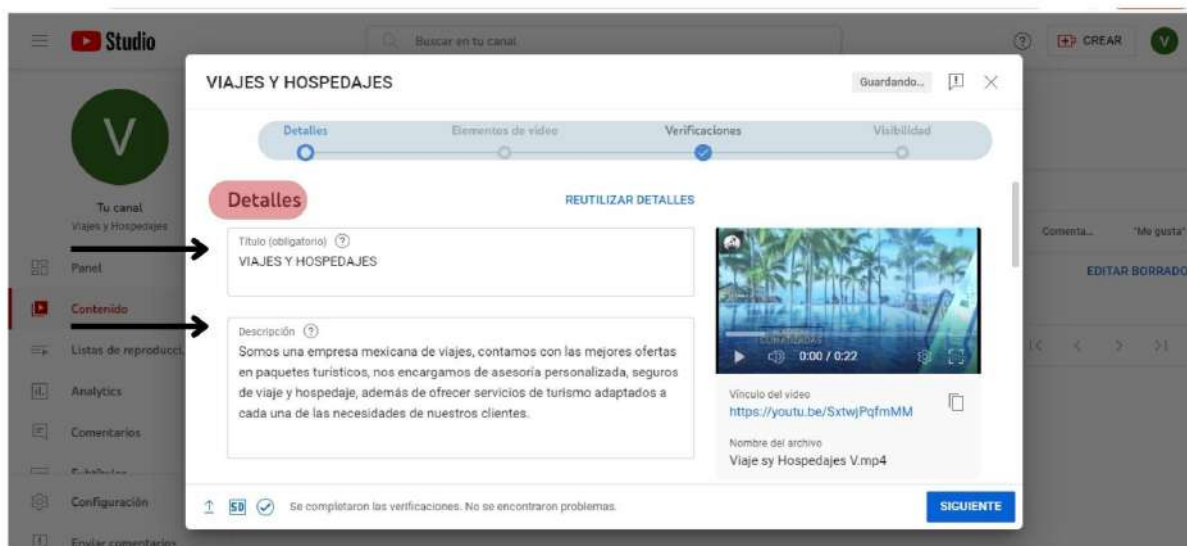 Studio
Buscar en tu canal
CREAR
V
V
Tu canal
Viajes y Hospedajes
Panel
Contenido
Listas de reproducci.
Analytics
Comentarios
Subtítulos
Configuración
Enviar comentarios
VIAJES Y HOSPEDAJES
Guardando...
Detalles
Elementos de video
Verificaciones
Visibilidad
Detalles
REUTILIZAR DETALLES
Título (obligatorio)
VIAJES Y HOSPEDAJES
Descripción
Somos una empresa mexicana de viajes, contamos con las mejores ofertas
en paquetes turísticos, nos encargamos de asesoría personalizada, seguros
de viaje y hospedaje, además de ofrecer servicios de turismo adaptados a
cada una de las necesidades de nuestros clientes.
CLIMATIZADAS
0:00 / 0:22
Vínculo del video
https://youtu.be/SxtwjPqfmMM
Nombre del archivo
Viaje sy Hospedajes V.mp4
SD
Se completaron las verificaciones. No se encontraron problemas.
SIGUIENTE
Comenta...
"Me gusta"
EDITAR BORRADO